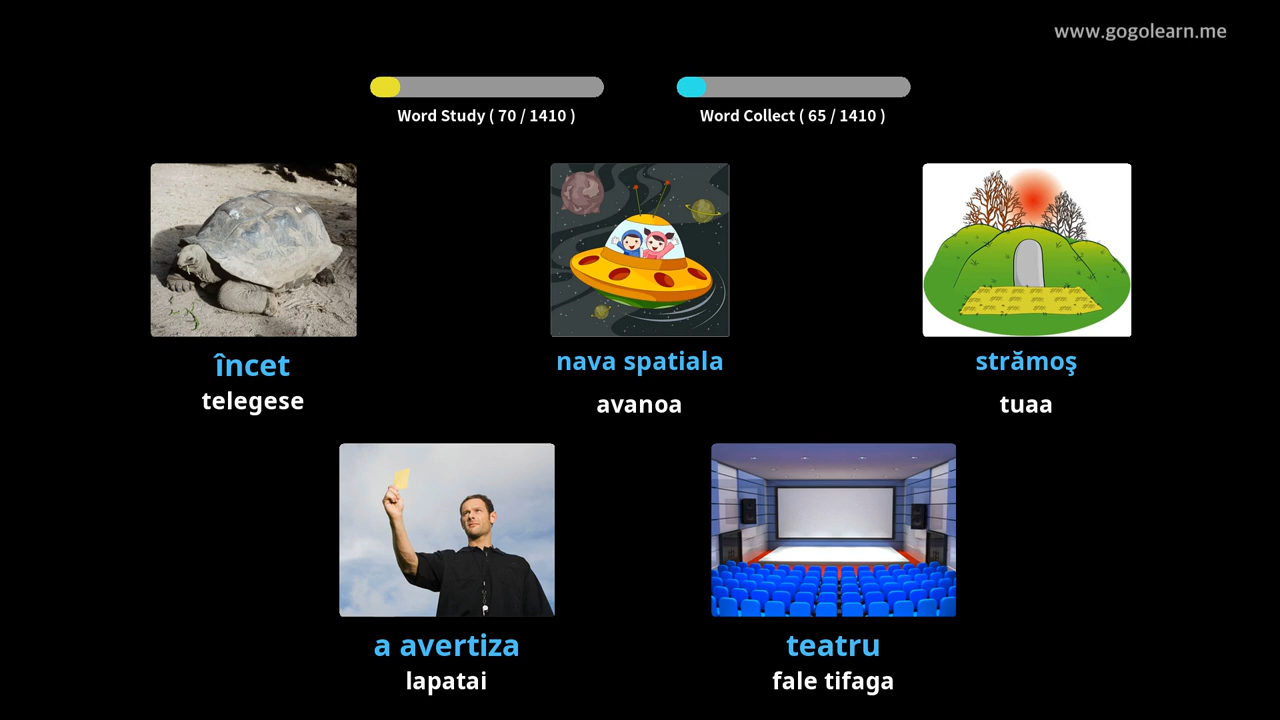 www.gogolearn.me
Word Study ( 70 / 1410 )
Word Collect ( 65 / 1410 )
încet
telegese
nava spatiala
avanoa
strămoş
tuaa
a avertiza
lapatai
teatru
fale tifaga